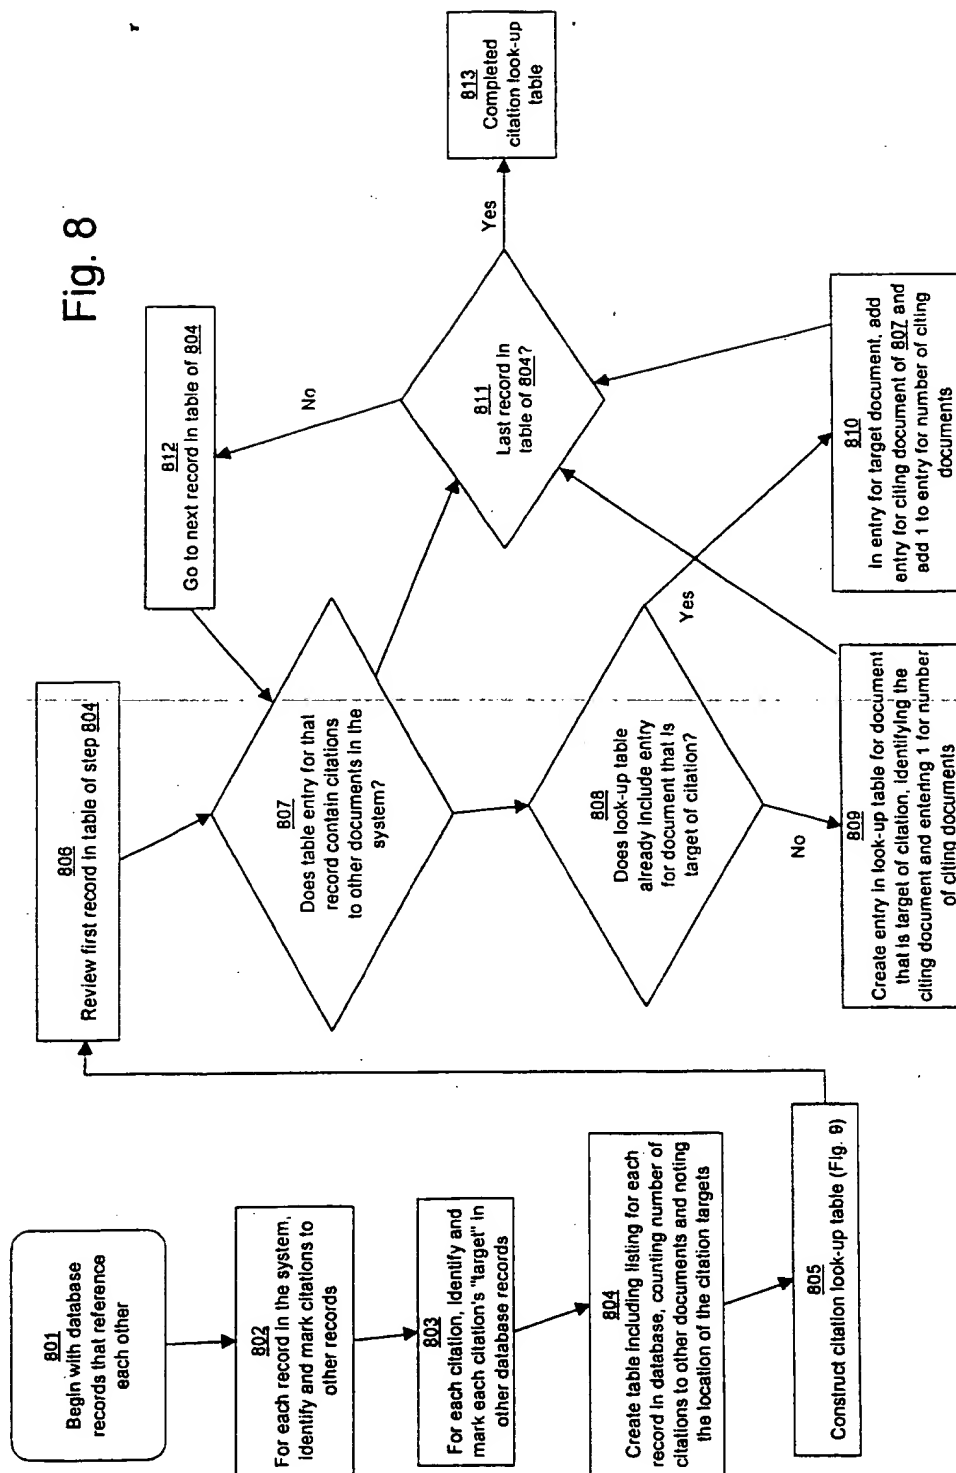 Fig. 8
801
Begin with database
records that reference
each other
802
For each record in the system,
identify and mark citations to
other records
803
For each citation, identify and
mark each citation's "target" in
other database records
804
Create table including listing for each
record in database, counting number of
citations to other documents and noting
the location of the citation targets
805
Construct citation look-up table (Fig. 9)
806
Review first record in table of step 804
807
Does table entry for that
record contain citations
to other documents in the
system?
808
Does look-up table
already include entry
for document that is
target of citation?
No
Yes
809
Create entry in look-up table for document
that is target of citation, identifying the
citing document and entering 1 for number
of citing documents
810
In entry for target document, add
entry for citing document of 807 and
add 1 to entry for number of citing
documents
811
Last record in
table of 804?
No
Yes
812
Go to next record in table of 804
813
Completed
citation look-up
table